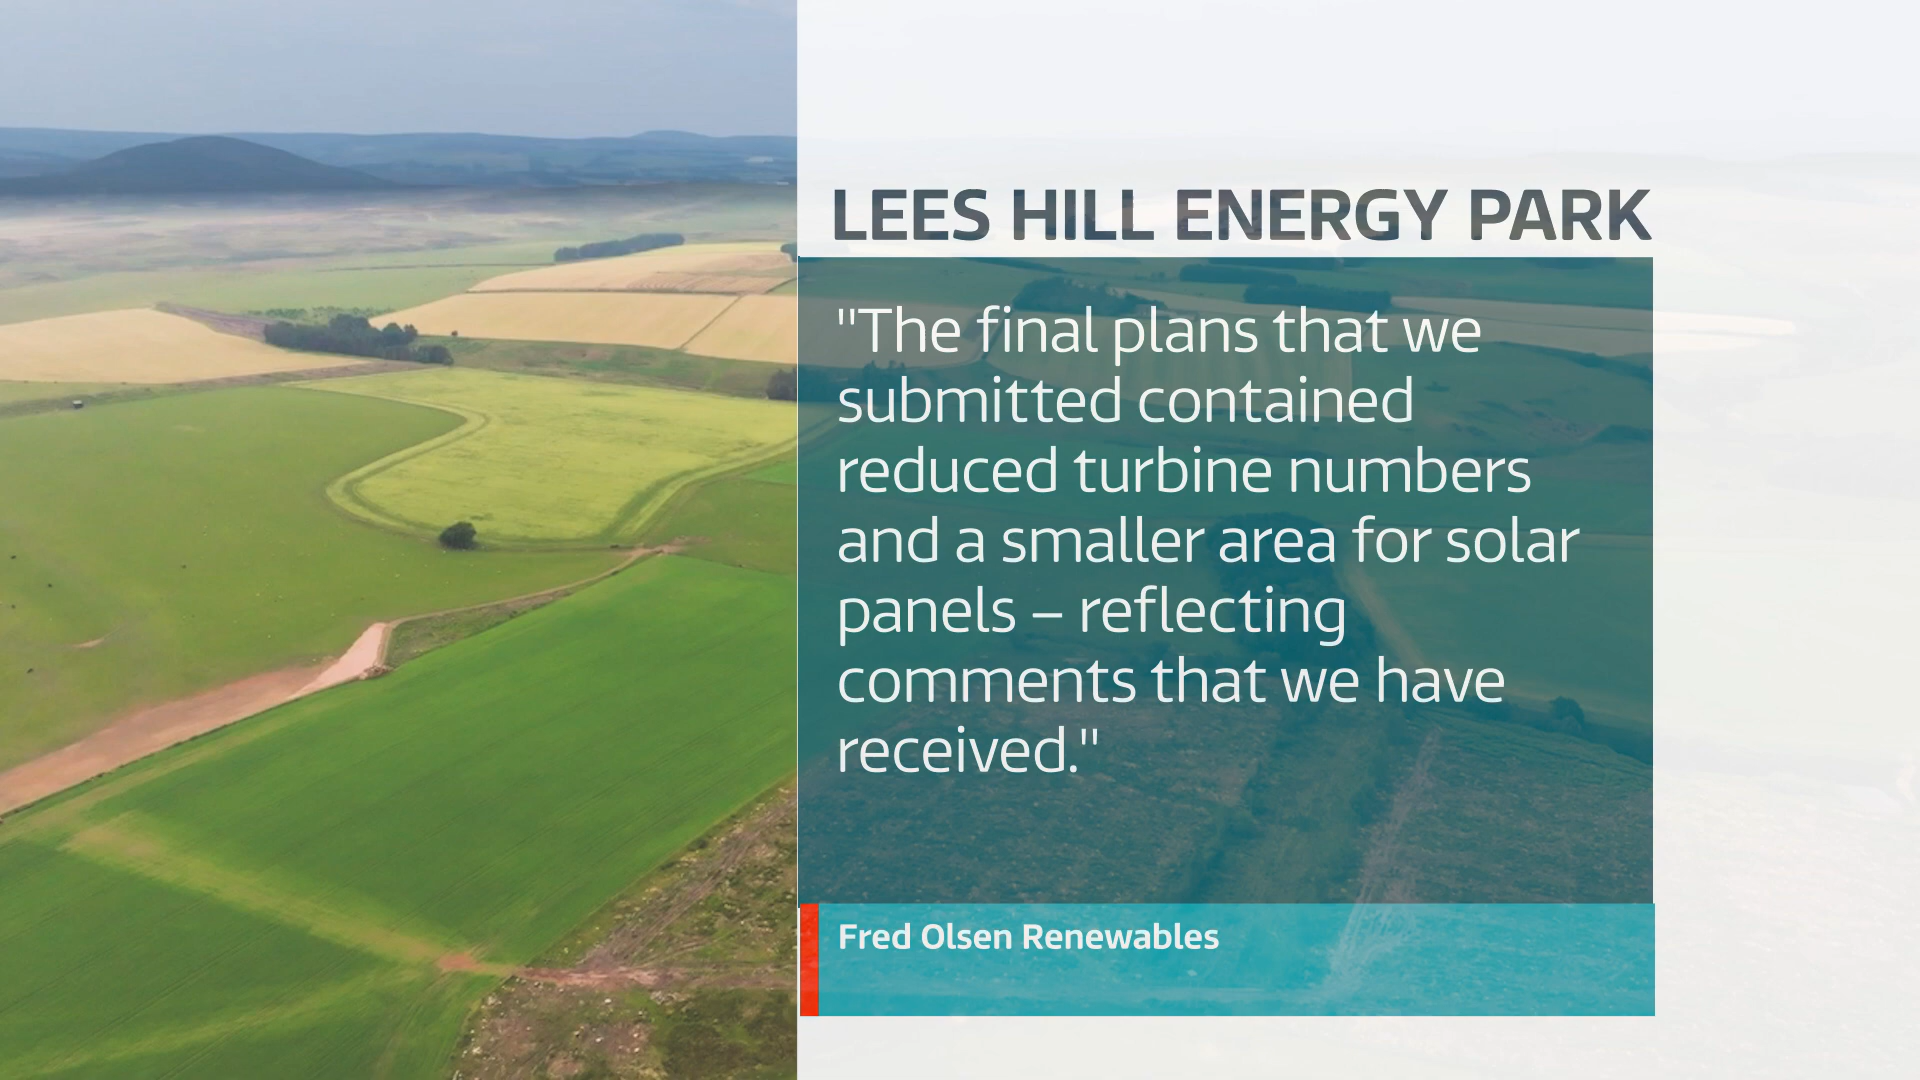 LEES HILL ENERGY PARK
"The final plans that we
submitted contained
reduced turbine numbers
and a smaller area for solar
panels – reflecting
comments that we have
received."
Fred Olsen Renewables